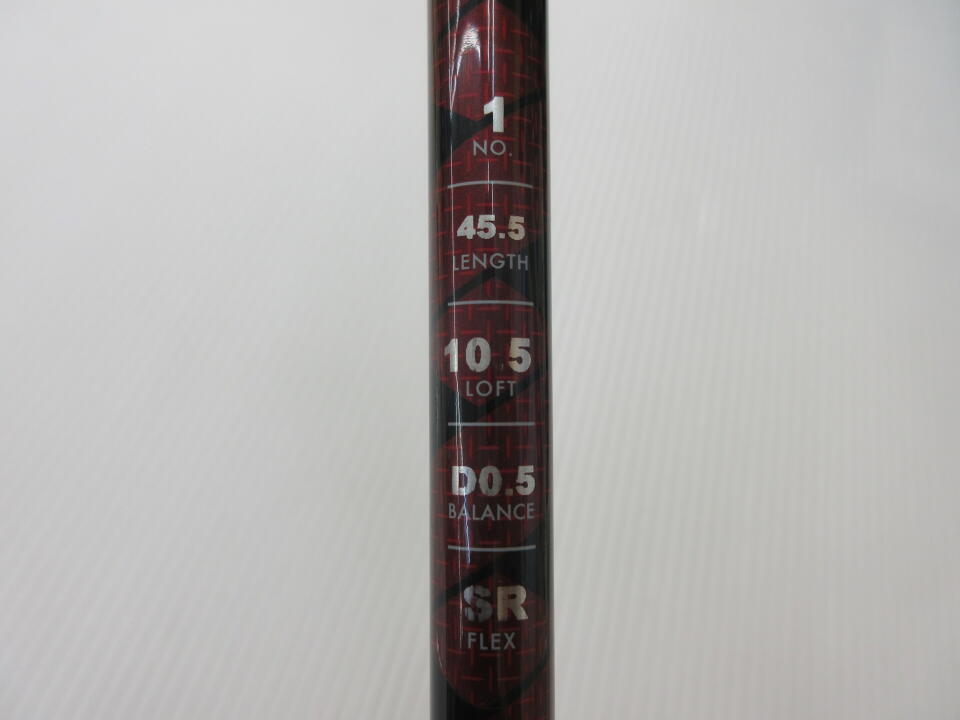 1
NO.
45.5
LENGTH
10.5
LOFT
D0.5
BALANCE
SR
FLEX